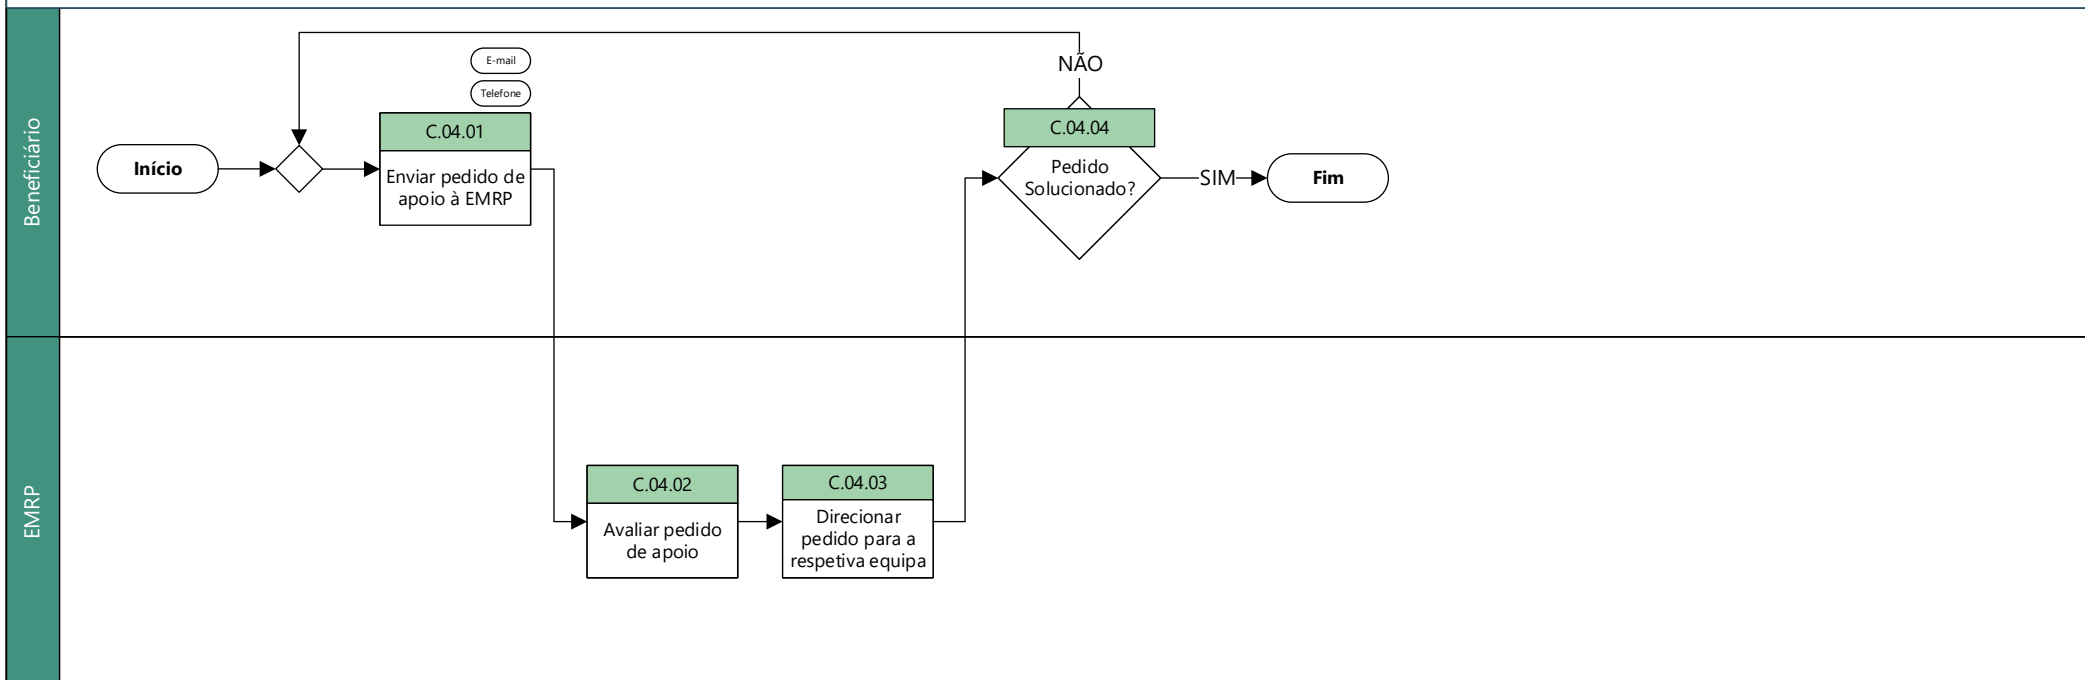 Beneficiário
Início
E-mail
Telefone
C.04.01
Enviar pedido de
apoio à EMRP
NÃO
C.04.04
Pedido
Solucionado?
SIM
Fim
EMRP
C.04.02
Avaliar pedido
de apoio
C.04.03
Direcionar
pedido para a
respetiva equipa